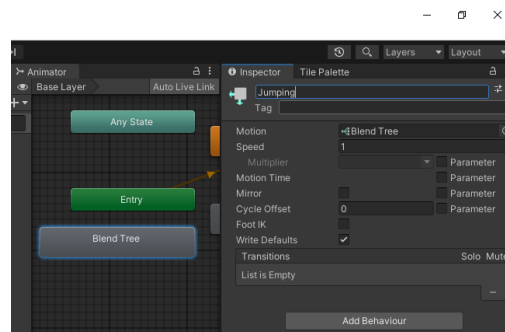 Layers
Layout
Animator
Inspector
Tile Palette
Base Layer
Auto Live Link
Jumping
Tag
Any State
Motion
Blend Tree
Speed
1
Multiplier
Parameter
Motion Time
Parameter
Mirror
Parameter
Entry
Cycle Offset
0
Parameter
Foot IK
Blend Tree
Write Defaults
Transitions
Solo Mute
List is Empty
Add Behaviour